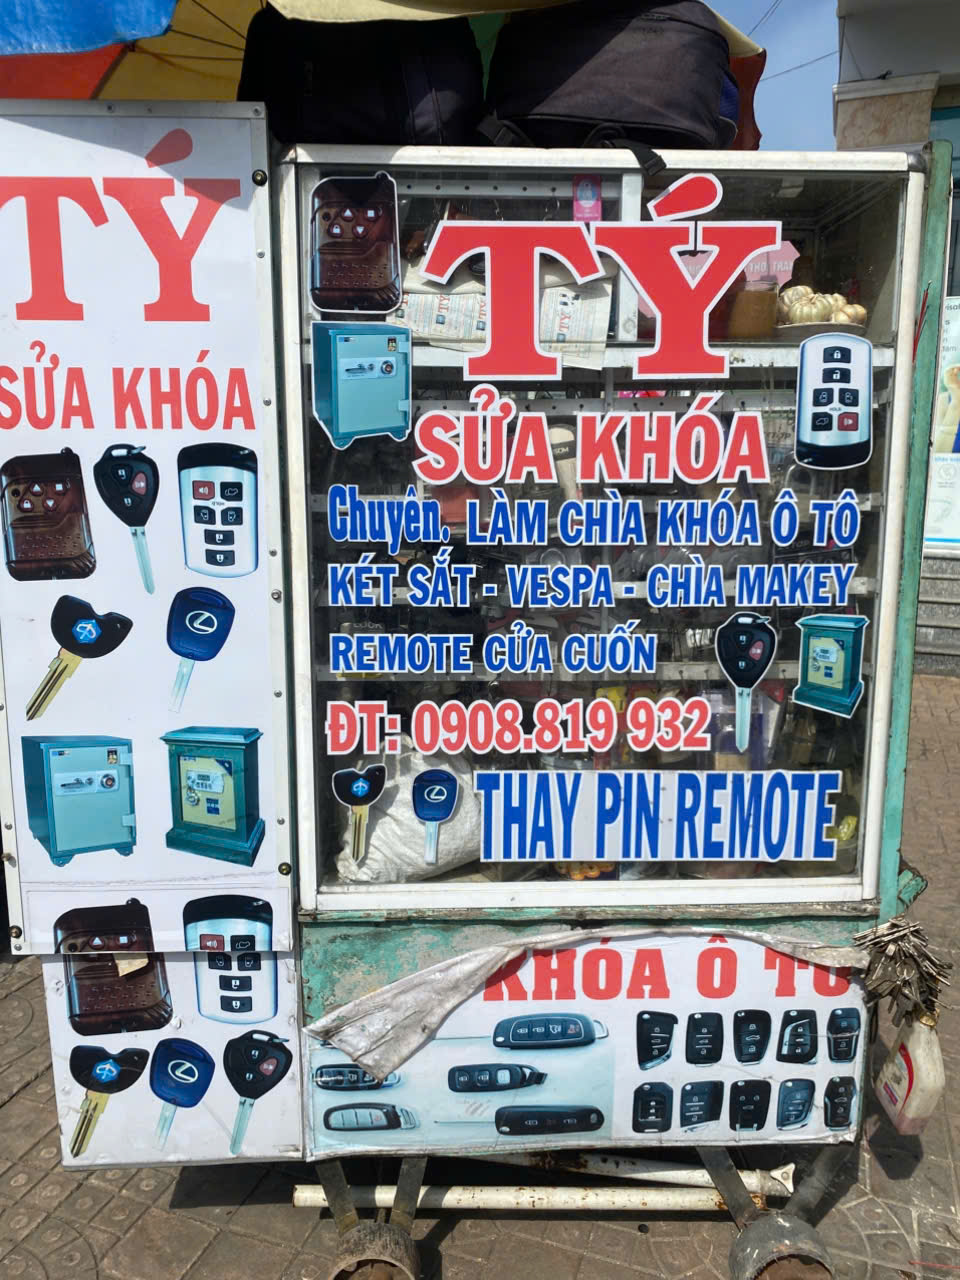 TÝ
SỬA KHÓA
TÝ
SỬA KHÓA
Chuyên. LÀM CHÌA KHÓA Ô TÔ
KÉT SẮT - VESPA - CHÌA MAKEY
REMOTE CỬA CUỐN
ĐT: 0908.819 932
THAY PIN REMOTE
KHÓA Ô TÔ